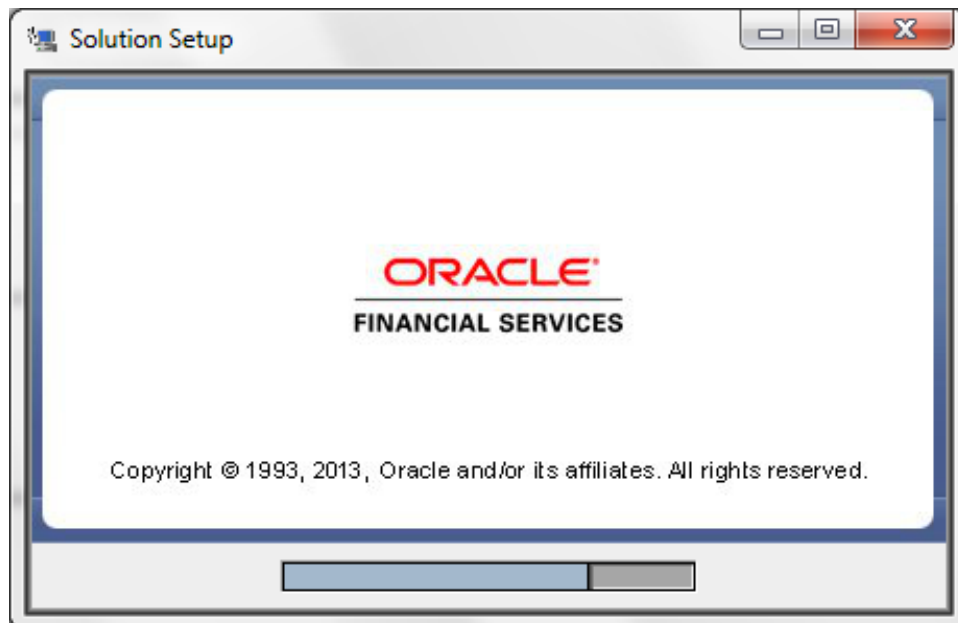 Solution Setup
ORACLE
FINANCIAL SERVICES
Copyright © 1993, 2013, Oracle and/or its affiliates. All rights reserved.